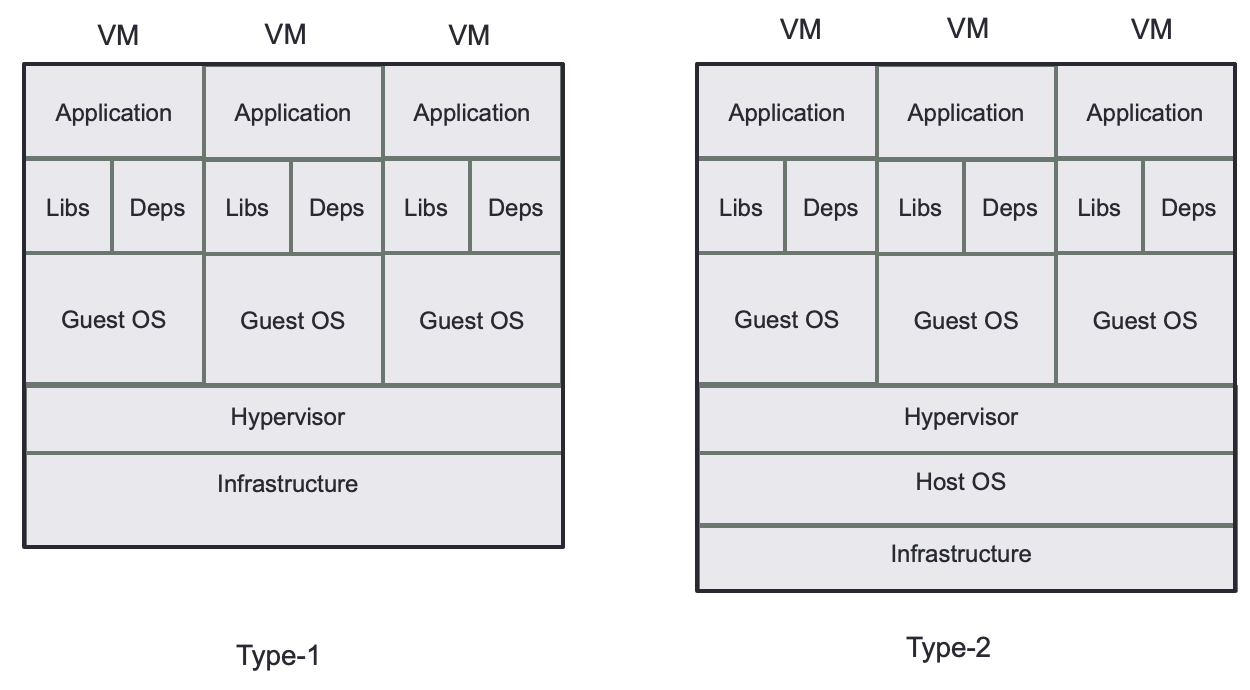 VM VM VM
Application Application Application
Libs Deps Libs Deps Libs Deps
Guest OS Guest OS Guest OS
Hypervisor
Infrastructure
Type-1
VM VM VM
Application Application Application
Libs Deps Libs Deps Libs Deps
Guest OS Guest OS Guest OS
Hypervisor
Host OS
Infrastructure
Type-2